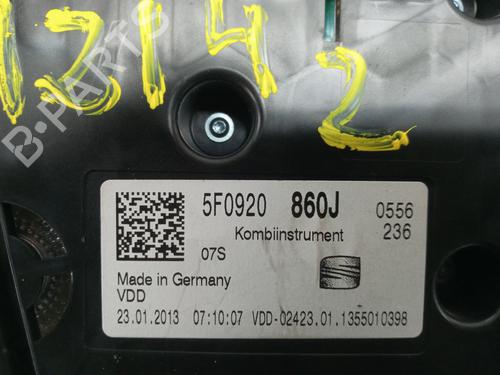 12142
B-PARTS
5F0920 860J 0556
Kombiinstrument 236
07S
Made in Germany
VDD
23.01.2013 07:10:07 VDD-02423.01.1355010398